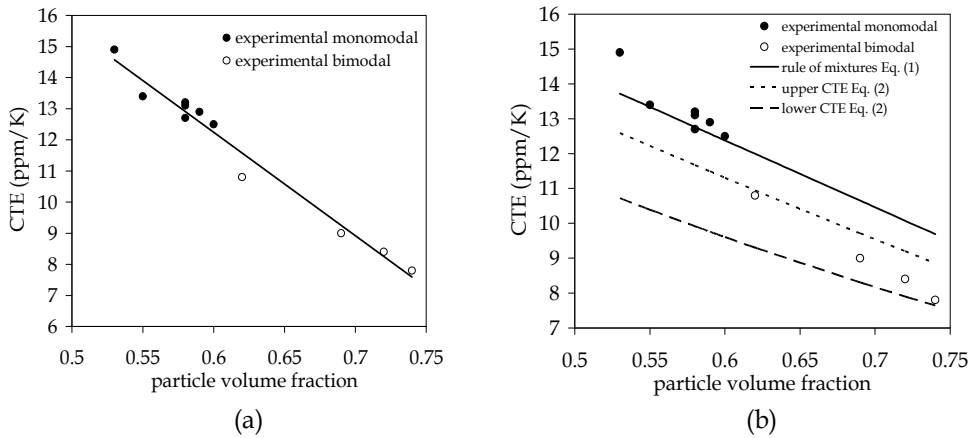 16
15
14
13
12
11
10
9
8
7
6
CTE (ppm/K)
experimental monomodal
experimental bimodal
0.5 0.55 0.6 0.65 0.7 0.75
particle volume fraction
(a)
16
15
14
13
12
11
10
9
8
7
CTE (ppm/K)
experimental monomodal
experimental bimodal
rule of mixtures Eq. (1)
upper CTE Eq. (2)
lower CTE Eq. (2)
0.5 0.55 0.6 0.65 0.7 0.75
particle volume fraction
(b)